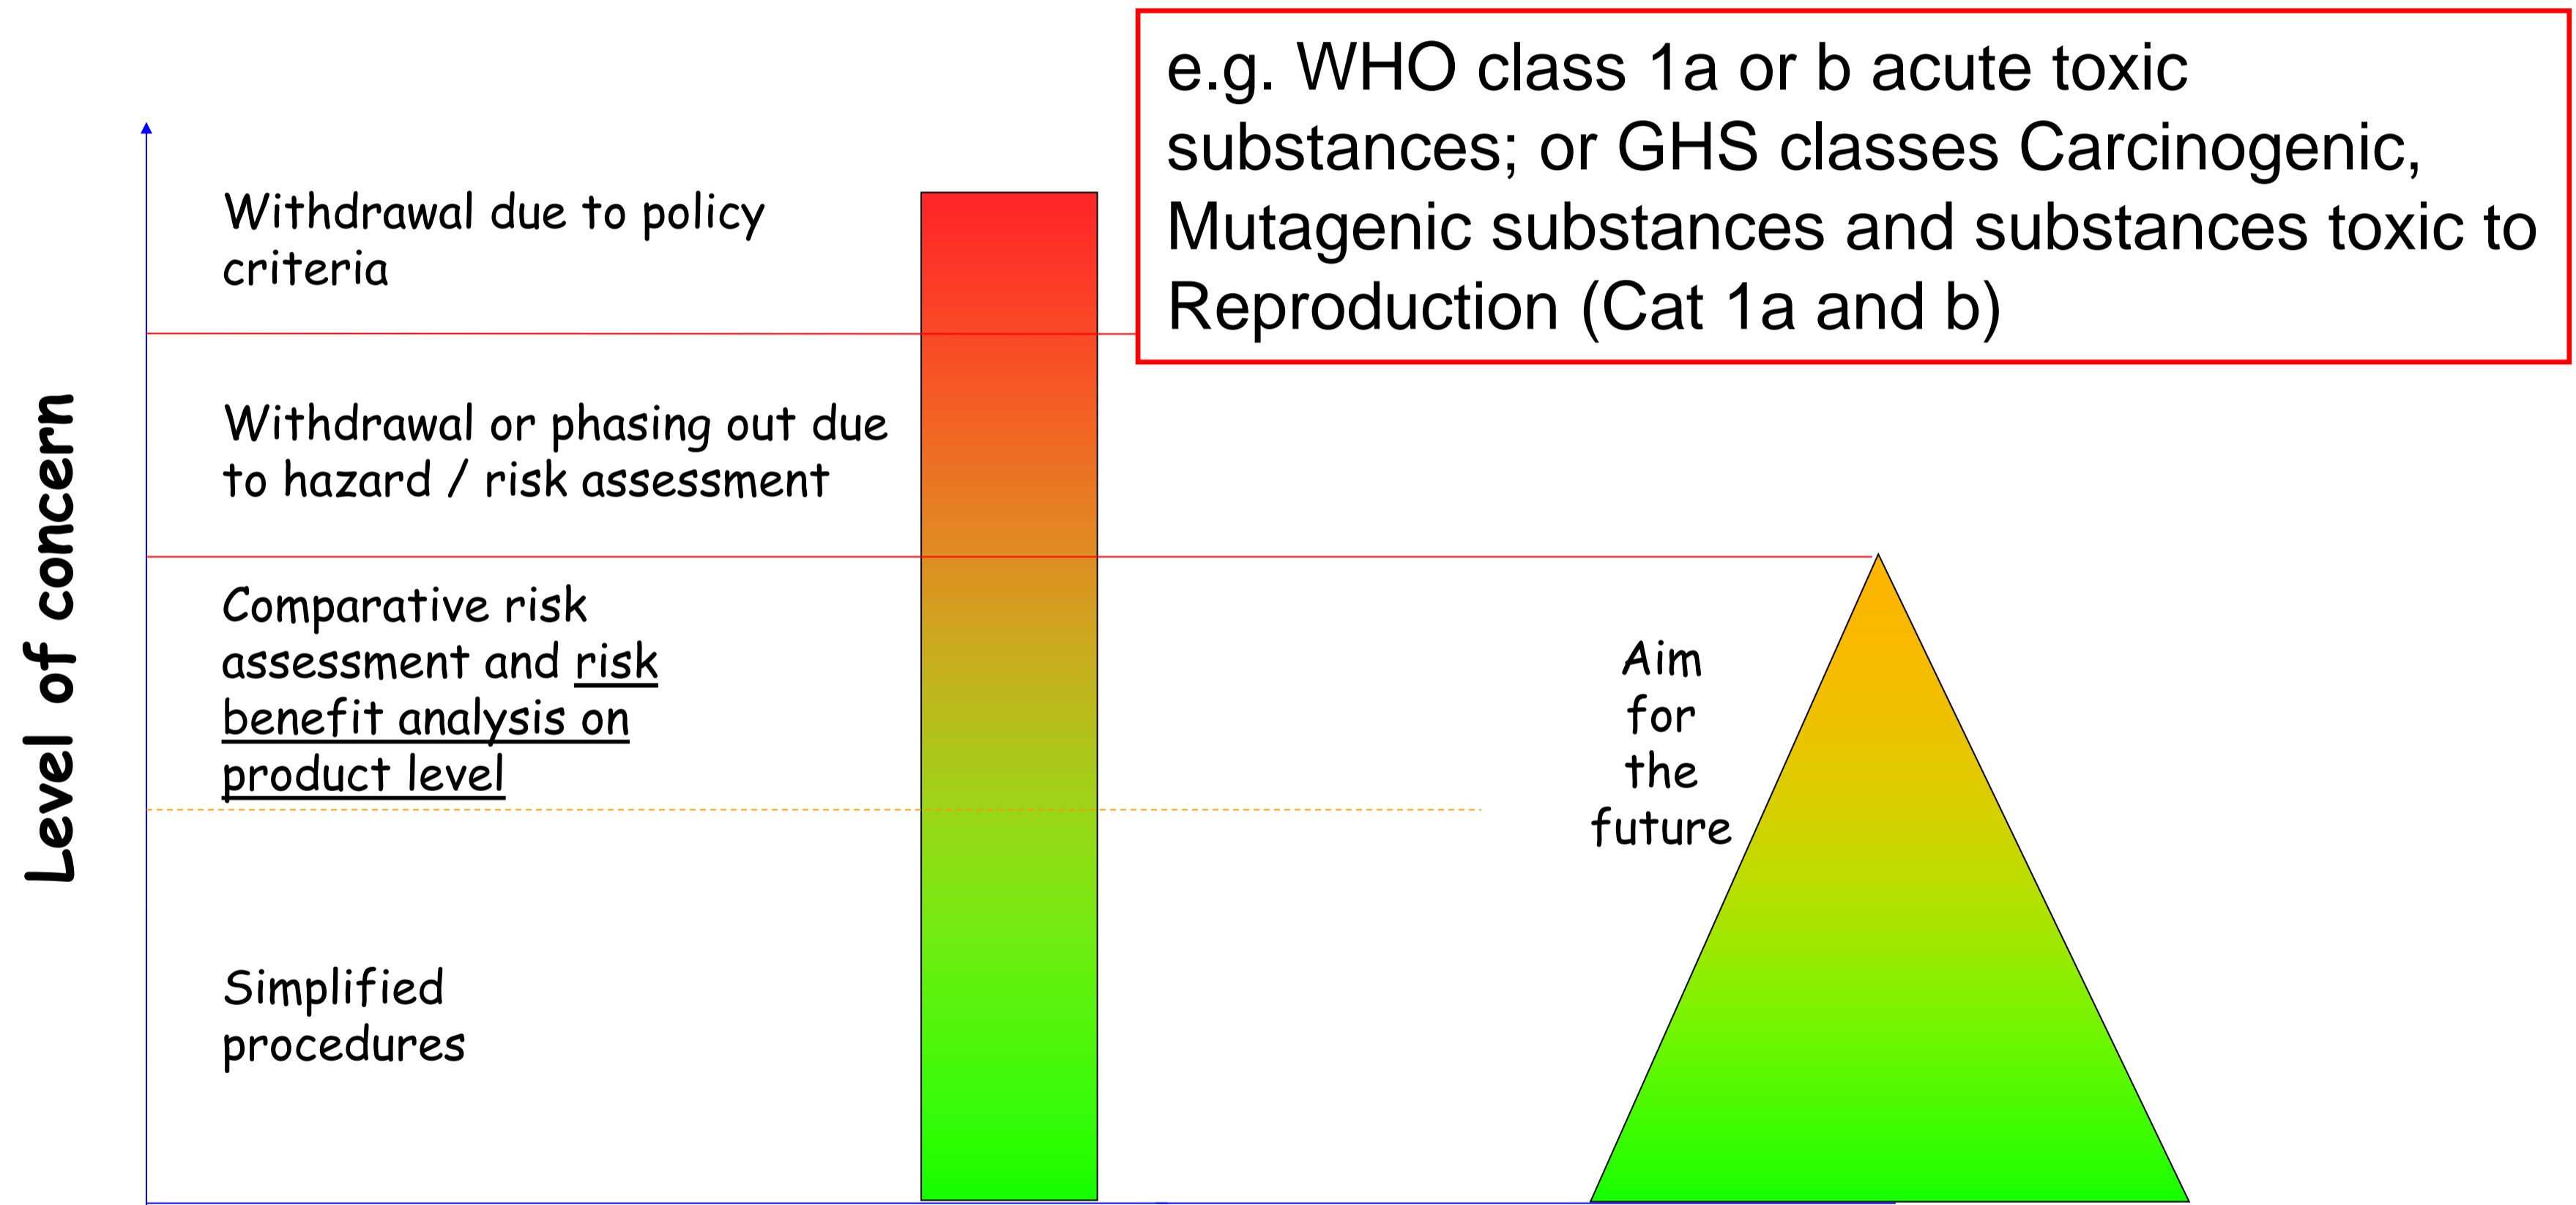 e.g. WHO class 1a or b acute toxic
substances; or GHS classes Carcinogenic,
Mutagenic substances and substances toxic to
Reproduction (Cat 1a and b)
Level of concern
Withdrawal due to policy
criteria
Withdrawal or phasing out due
to hazard / risk assessment
Comparative risk
assessment and risk
benefit analysis on
product level
Simplified
procedures
Aim
for
the
future